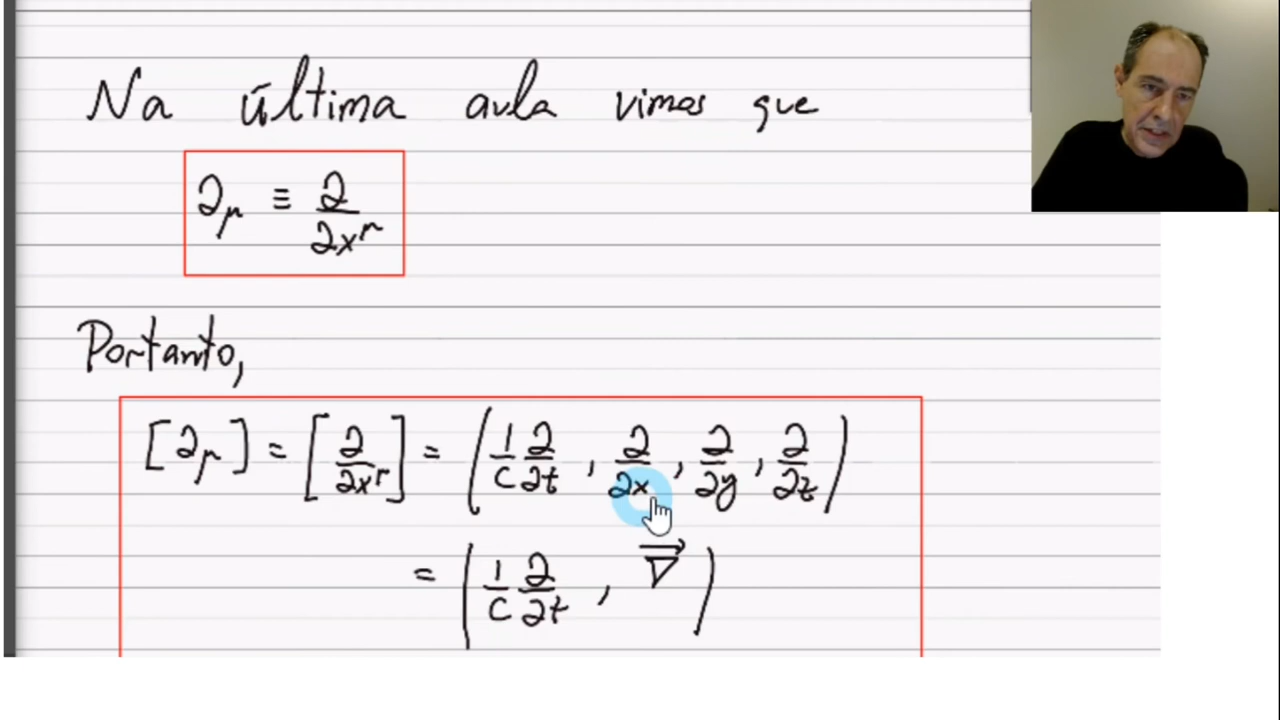 Na última aula vimos que
∂μ ≡ ∂/∂x^μ
Portanto,
[∂μ] = [∂/∂x^μ] = (1/c ∂/∂t, ∂/∂x, ∂/∂y, ∂/∂z)
= (1/c ∂/∂t, ∇⃗)